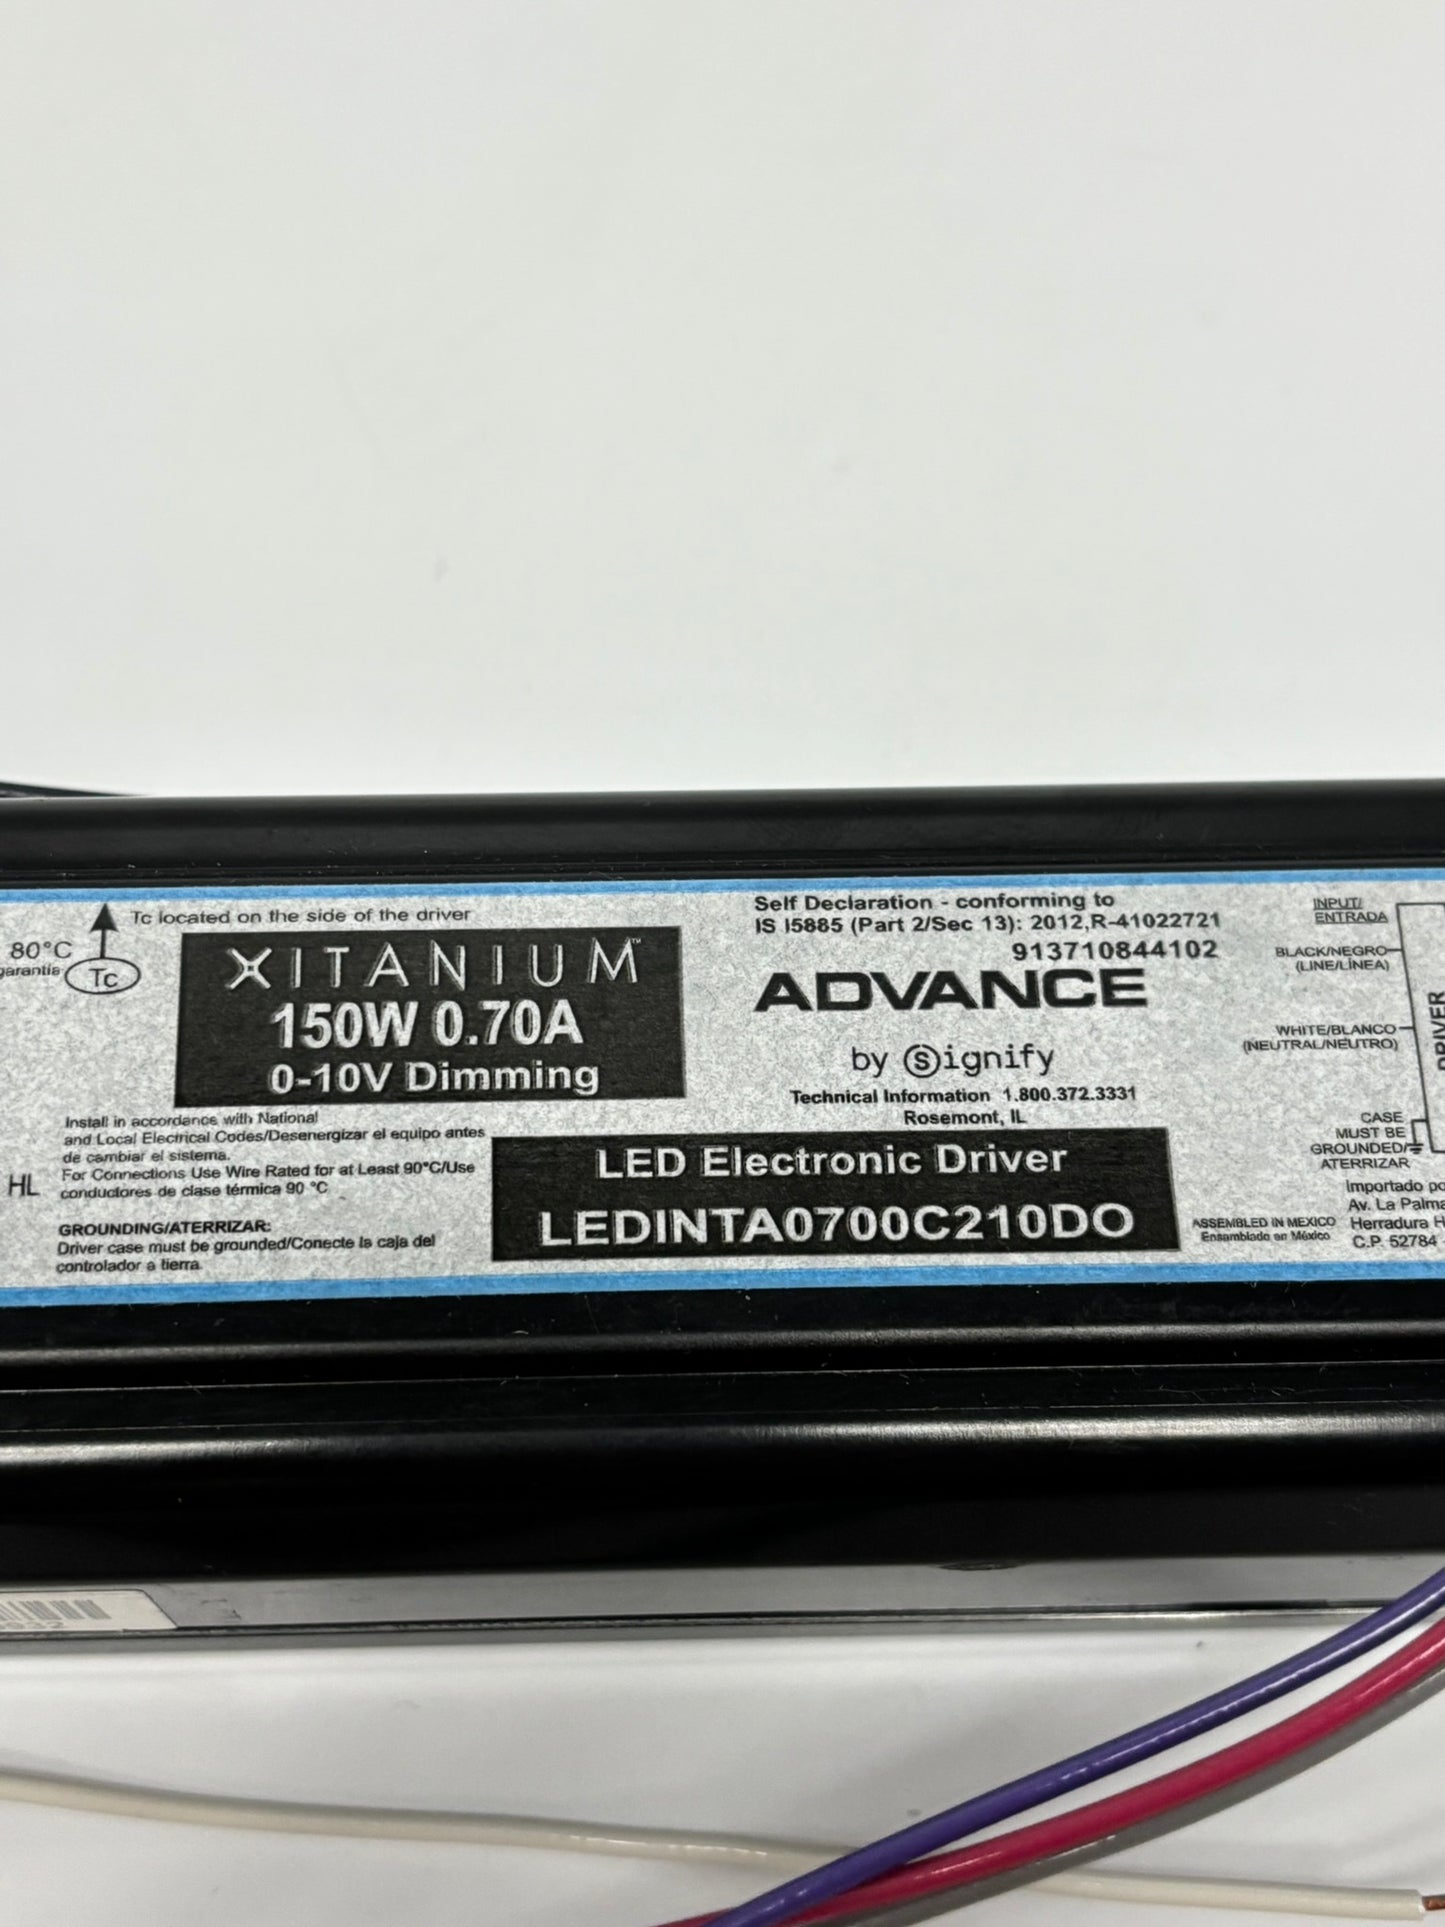 Tc located on the side of the driver
80°C
garantía
Tc
XITANIUM™
150W 0.70A
0-10V Dimming
Install in accordance with National
and Local Electrical Codes/Desenergizar el equipo antes
de cambiar el sistema.
For Connections Use Wire Rated for at Least 90°C/Use
conductores de clase térmica 90 °C
HL
GROUNDING/ATERRIZAR:
Driver case must be grounded/Conecte la caja del
controlador a tierra
Self Declaration - conforming to
IS I5885 (Part 2/Sec 13): 2012,R-41022721
913710844102
ADVANCE
by Signify
Technical Information 1.800.372.3331
Rosemont, IL
LED Electronic Driver
LEDINTA0700C210DO
INPUT/
ENTRADA
BLACK/NEGRO
(LINE/LÍNEA)
WHITE/BLANCO
(NEUTRAL/NEUTRO)
DRIVER
CASE
MUST BE
GROUNDED/
ATERRIZAR
ASSEMBLED IN MEXICO
Ensamblado en México
Importado po
Av. La Palma
Herradura H
C.P. 52784